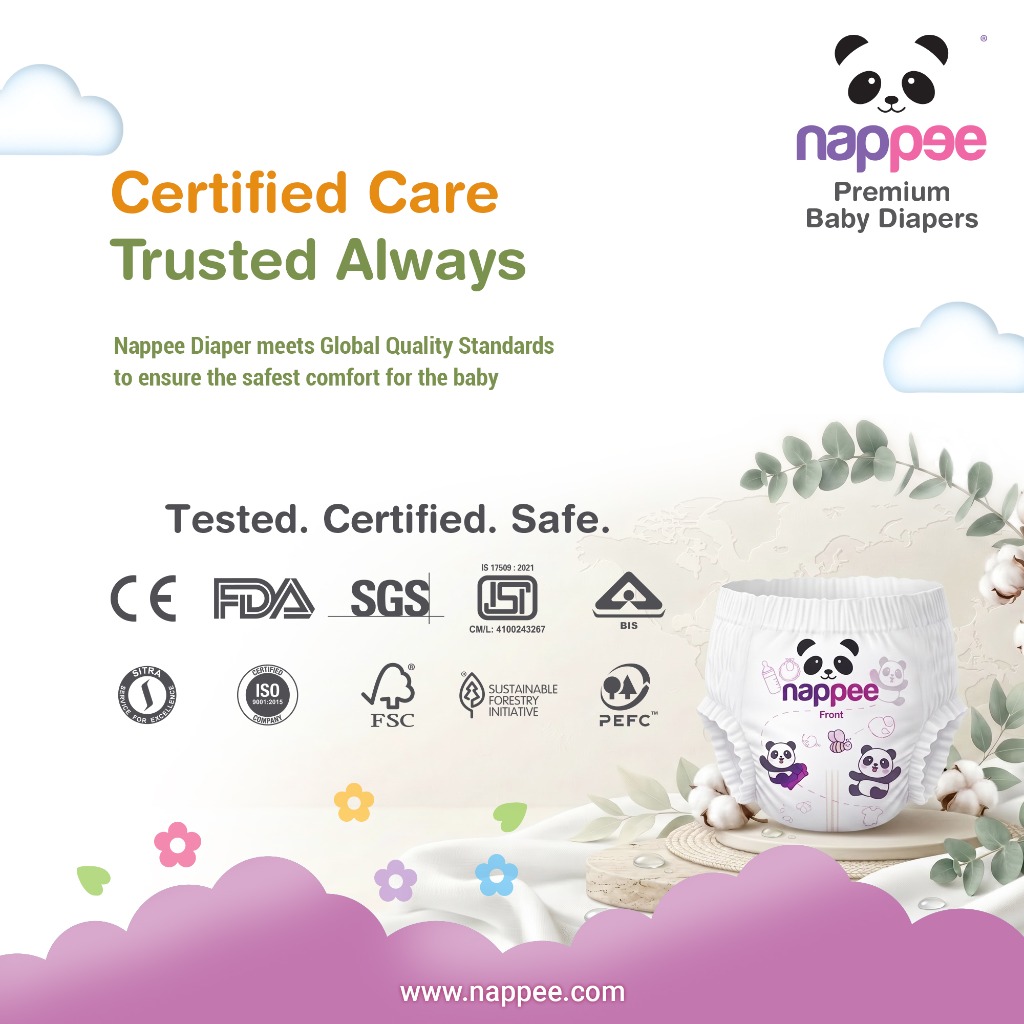 ®
nappee
Premium
Baby Diapers
Certified Care
Trusted Always
Nappee Diaper meets Global Quality Standards
to ensure the safest comfort for the baby
Tested. Certified. Safe.
CE
FDA
SGS
IS 17509 : 2021
ISI
CM/L: 4100243267
BIS
SITRA
SERVICE FOR EXCELLENCE
CERTIFIED
ISO
9001:2015
COMPANY
®
FSC
SUSTAINABLE
FORESTRY
INITIATIVE
PEFC™
nappee
Front
www.nappee.com